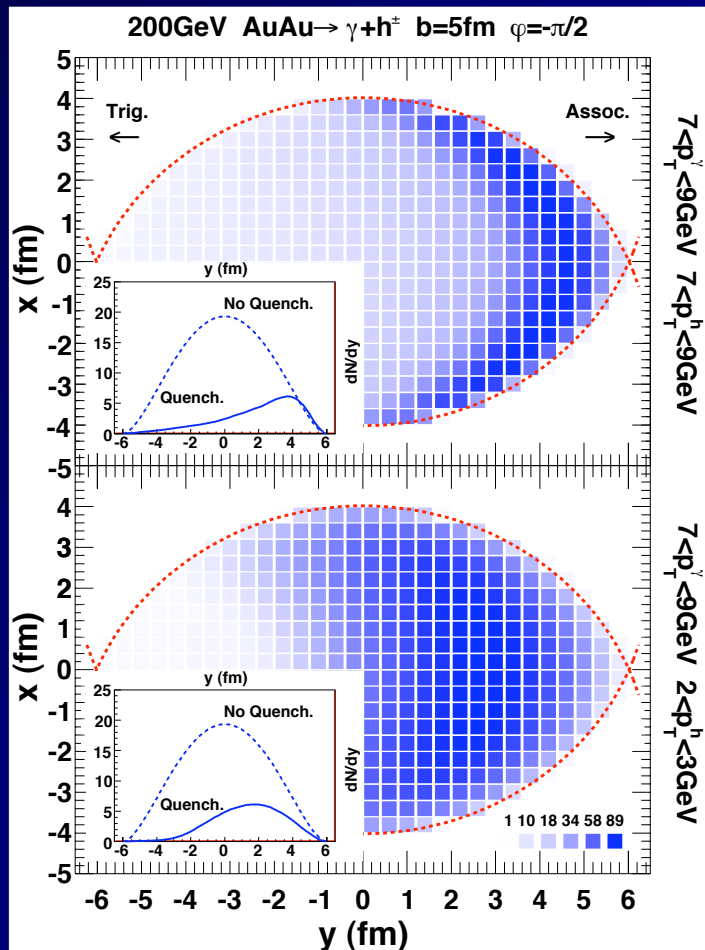 200GeV AuAu→ γ+h± b=5fm φ=-π/2
Trig.
Assoc.
5
4
3
2
1
0
-1
-2
-3
-4
x (fm)
7<p_T^γ<9GeV 7<p_T^h<9GeV
y (fm)
No Quench.
Quench.
25
20
15
10
5
0
-6 -4 -2 0 2 4 6
dN/dy
-5 5
4
3
2
1
0
-1
-2
-3
-4
-5
x (fm)
7<p_T^γ<9GeV 2<p_T^h<3GeV
y (fm)
No Quench.
Quench.
25
20
15
10
5
0
-6 -4 -2 0 2 4 6
dN/dy
1 10 18 34 58 89
-6 -5 -4 -3 -2 -1 0 1 2 3 4 5 6
y (fm)